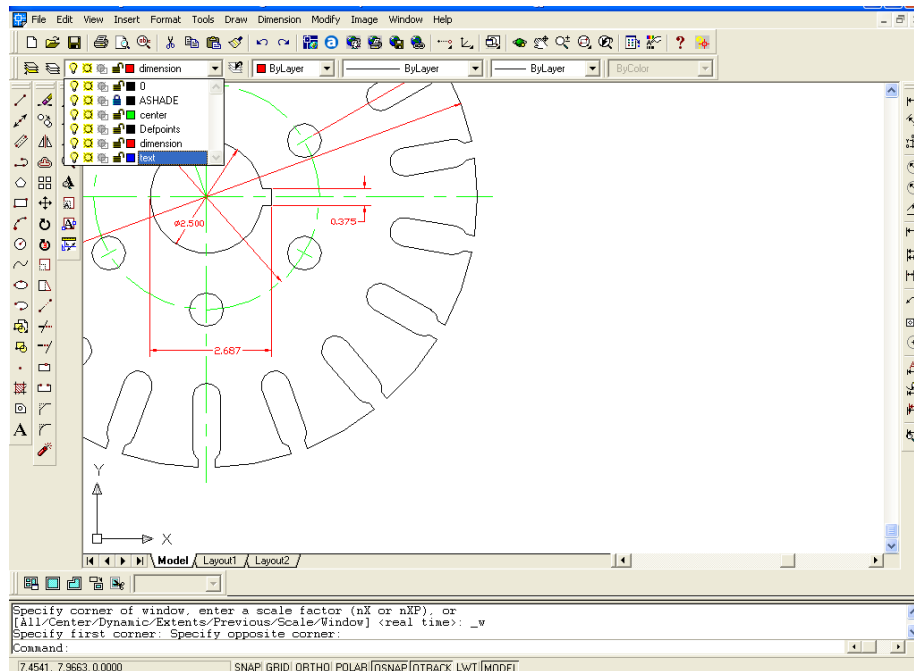 File Edit View Insert Format Tools Draw Dimension Modify Image Window Help
dimension ByLayer ByLayer ByLayer ByColor
0
ASHADE
center
Defpoints
dimension
text
ø2.500
0.375
2.687
Y
X
A
Model Layout1 Layout2
Specify corner of window, enter a scale factor (nX or nXP), or
[All/Center/Dynamic/Extents/Previous/Scale/Window] <real time>: _w
Specify first corner: Specify opposite corner:
Command:
7.4541, 7.9663, 0.0000 SNAP GRID ORTHO POLAR OSNAP OTRACK LWT MODEL